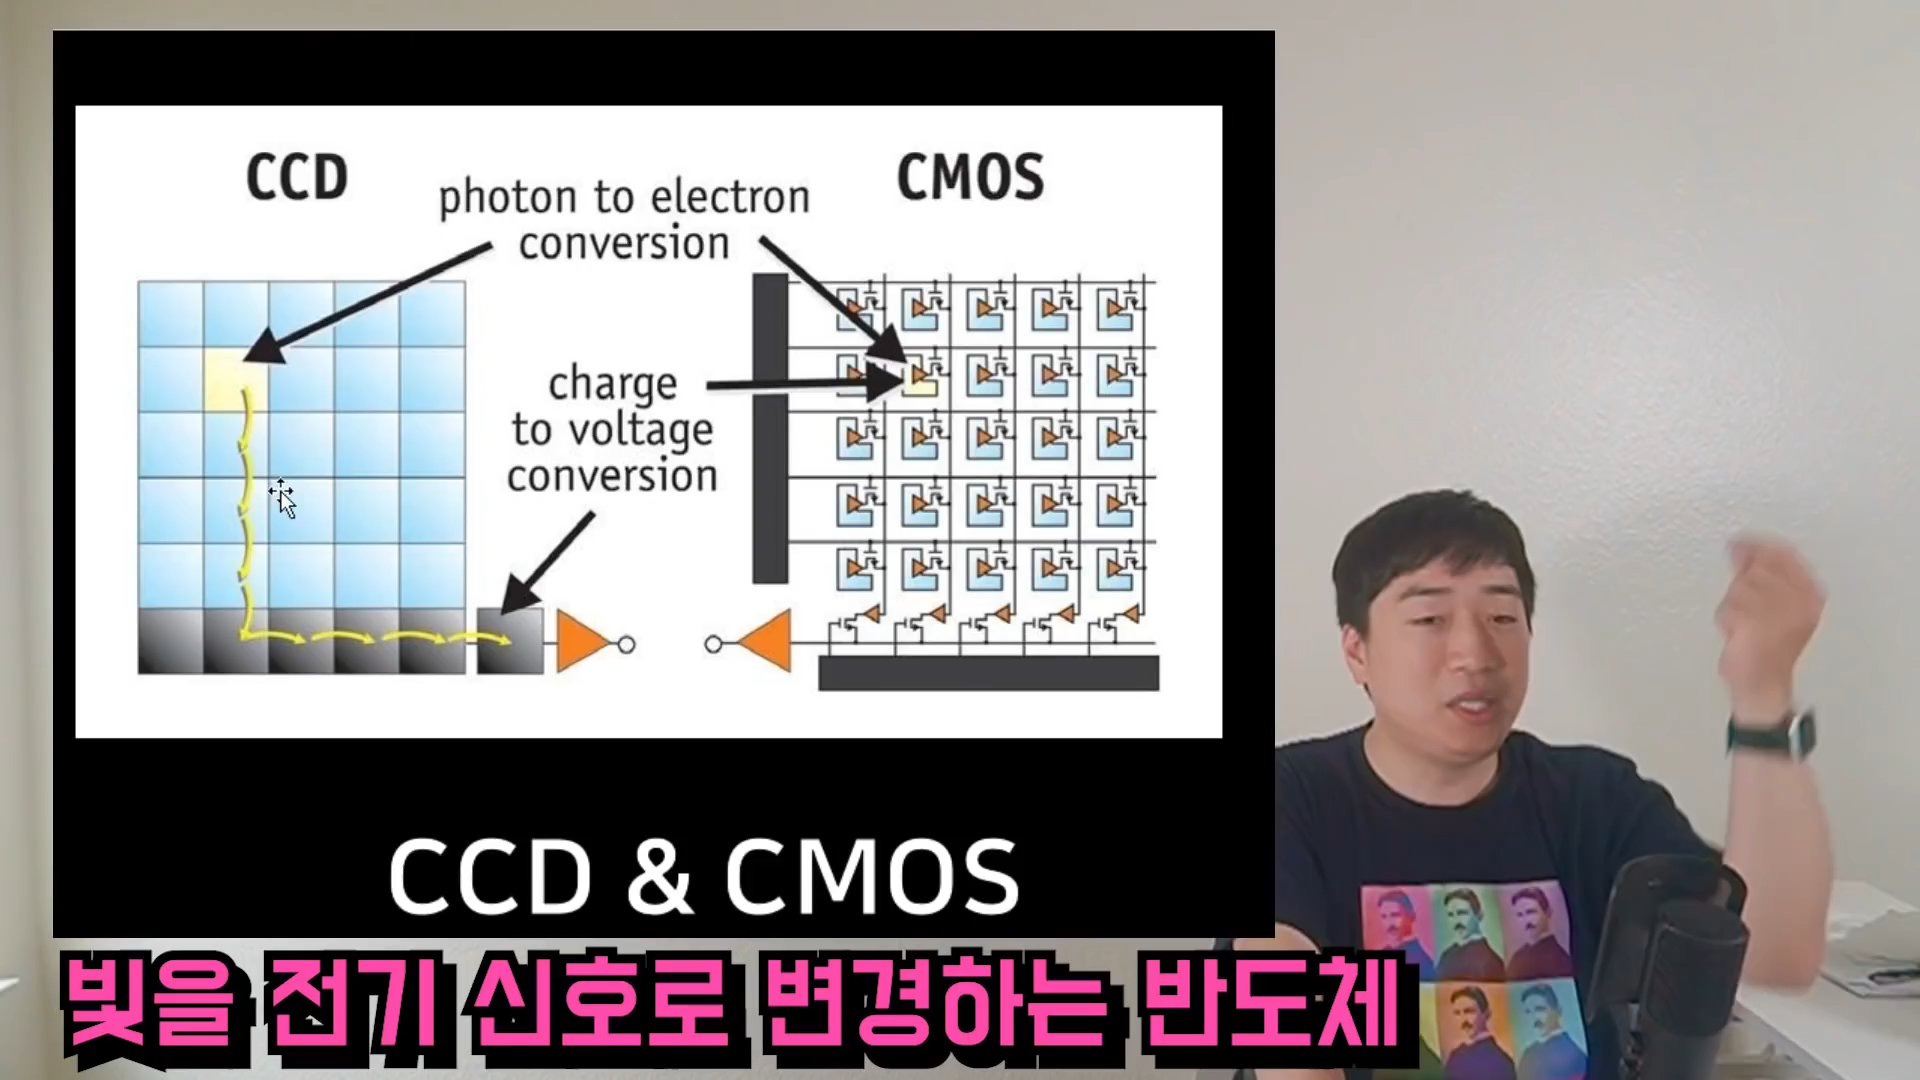 CCD
photon to electron
conversion
CMOS
charge
to voltage
conversion
CCD & CMOS
빛을 전기 신호로 변경하는 반도체